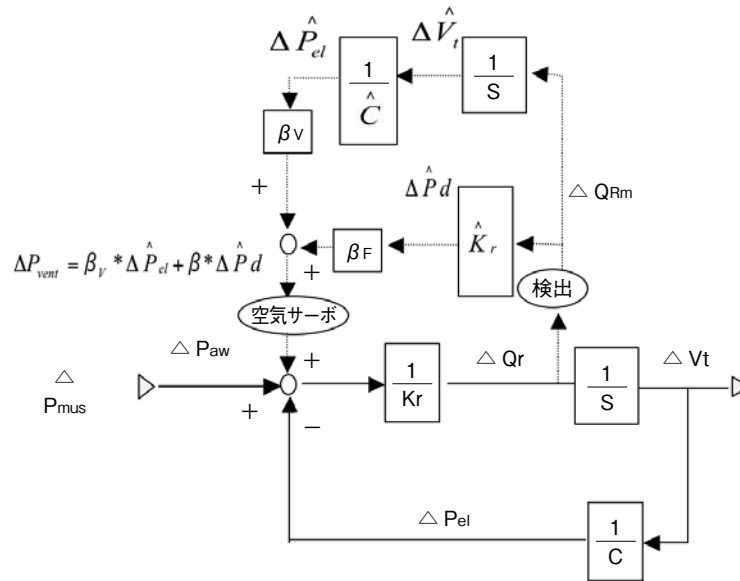 ΔP̂el
ΔV̂t
1
Ĉ
1
S
βV
+
ΔP̂d
K̂r
△ QRm
βF
+
ΔPvent = βV *ΔP̂el + β*ΔP̂d
検出
空気サーボ
△ Paw
+
△ Qr
△ Vt
△
Pmus
+
−
1
Kr
1
S
△ Pel
1
C